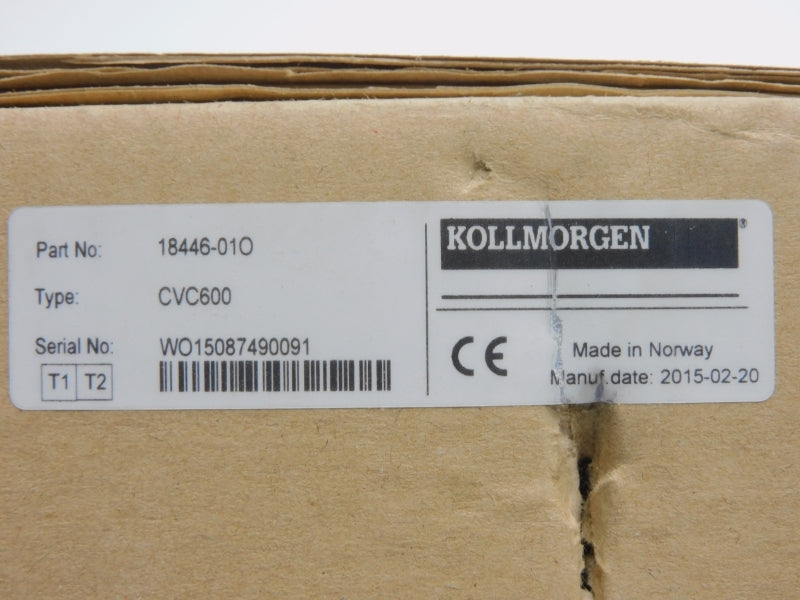 Part No: 18446-01O
Type: CVC600
Serial No: WO15087490091
T1 T2
KOLLMORGEN®
CE
Made in Norway
Manuf.date: 2015-02-20